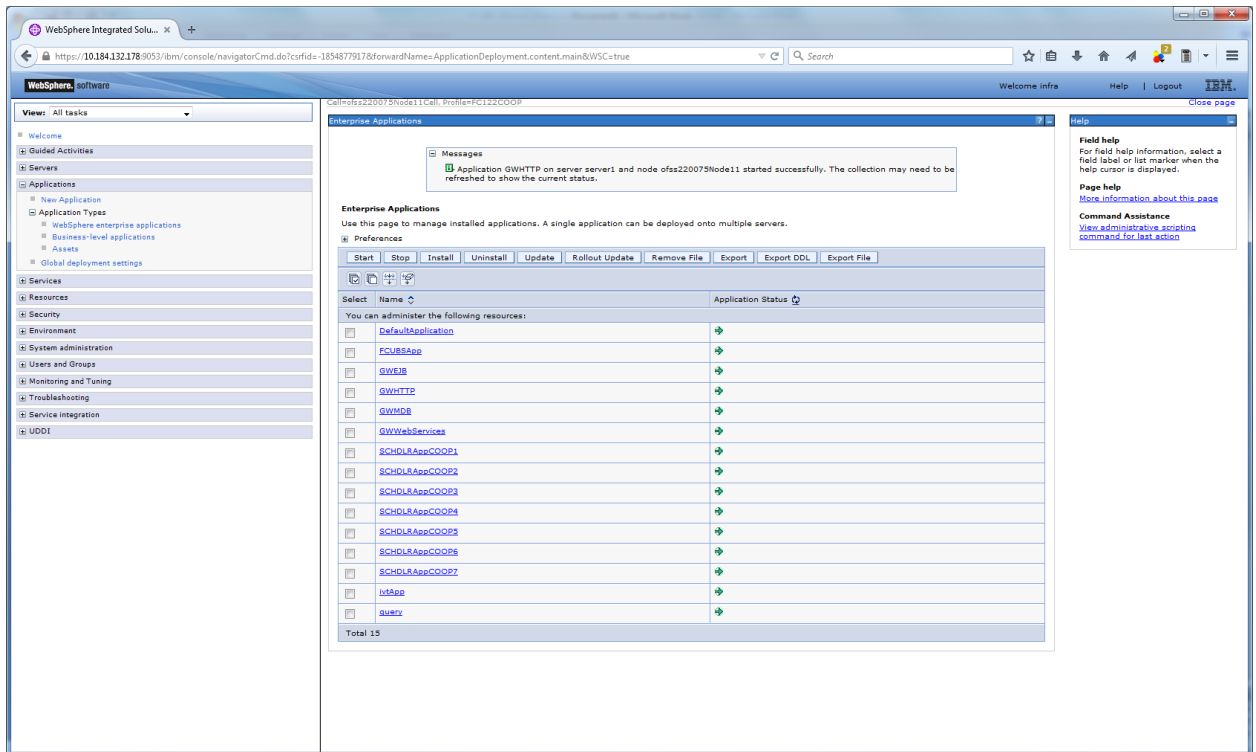 WebSphere Integrated Solu... × +
https://10.184.132.178:9053/ibm/console/navigatorCmd.do?csrfid=-1854877917&forwardName=ApplicationDeployment.content.main&WSC=true
Search
2
WebSphere. software
Welcome infra
Help | Logout
IBM.
View: All tasks
Welcome
Guided Activities
Servers
Applications
New Application
Application Types
WebSphere enterprise applications
Business-level applications
Assets
Global deployment settings
Services
Resources
Security
Environment
System administration
Users and Groups
Monitoring and Tuning
Troubleshooting
Service integration
UDDI
Cell=ofss220075Node11Cell, Profile=FC122COOP
Close page
Enterprise Applications
? –
Messages
Application GWHTTP on server server1 and node ofss220075Node11 started successfully. The collection may need to be
refreshed to show the current status.
Enterprise Applications
Use this page to manage installed applications. A single application can be deployed onto multiple servers.
Preferences
Start Stop Install Uninstall Update Rollout Update Remove File Export Export DDL Export File
Select Name Application Status
You can administer the following resources:
DefaultApplication
FCUBSApp
GWEJB
GWHTTP
GWMDB
GWWebServices
SCHDLRAppCOOP1
SCHDLRAppCOOP2
SCHDLRAppCOOP3
SCHDLRAppCOOP4
SCHDLRAppCOOP5
SCHDLRAppCOOP6
SCHDLRAppCOOP7
ivtApp
query
Total 15
Help
Field help
For field help information, select a
field label or list marker when the
help cursor is displayed.
Page help
More information about this page
Command Assistance
View administrative scripting
command for last action